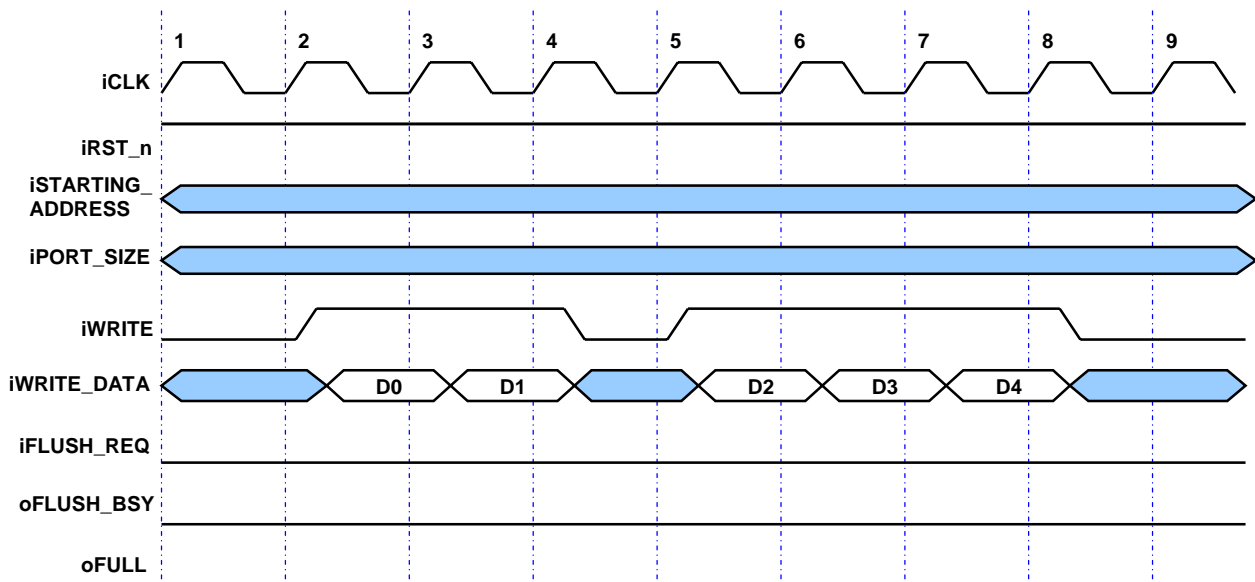 1 2 3 4 5 6 7 8 9
iCLK
iRST_n
iSTARTING_
ADDRESS
iPORT_SIZE
iWRITE
iWRITE_DATA D0 D1 D2 D3 D4
iFLUSH_REQ
oFLUSH_BSY
oFULL